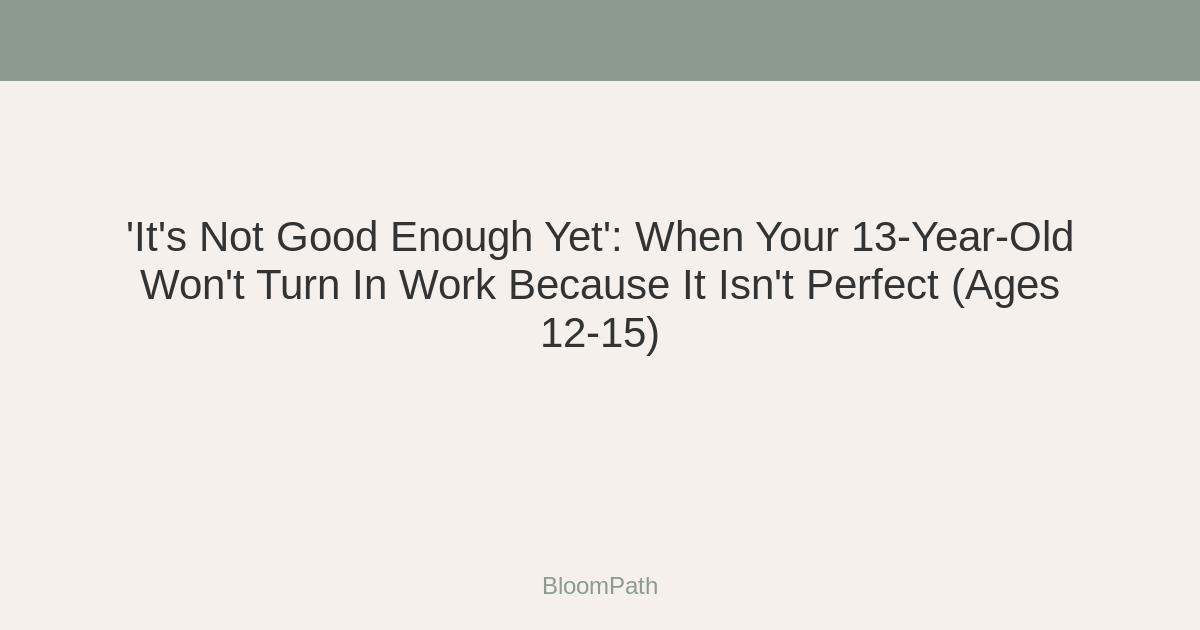 'It's Not Good Enough Yet': When Your 13-Year-Old
Won't Turn In Work Because It Isn't Perfect (Ages
12-15)
BloomPath